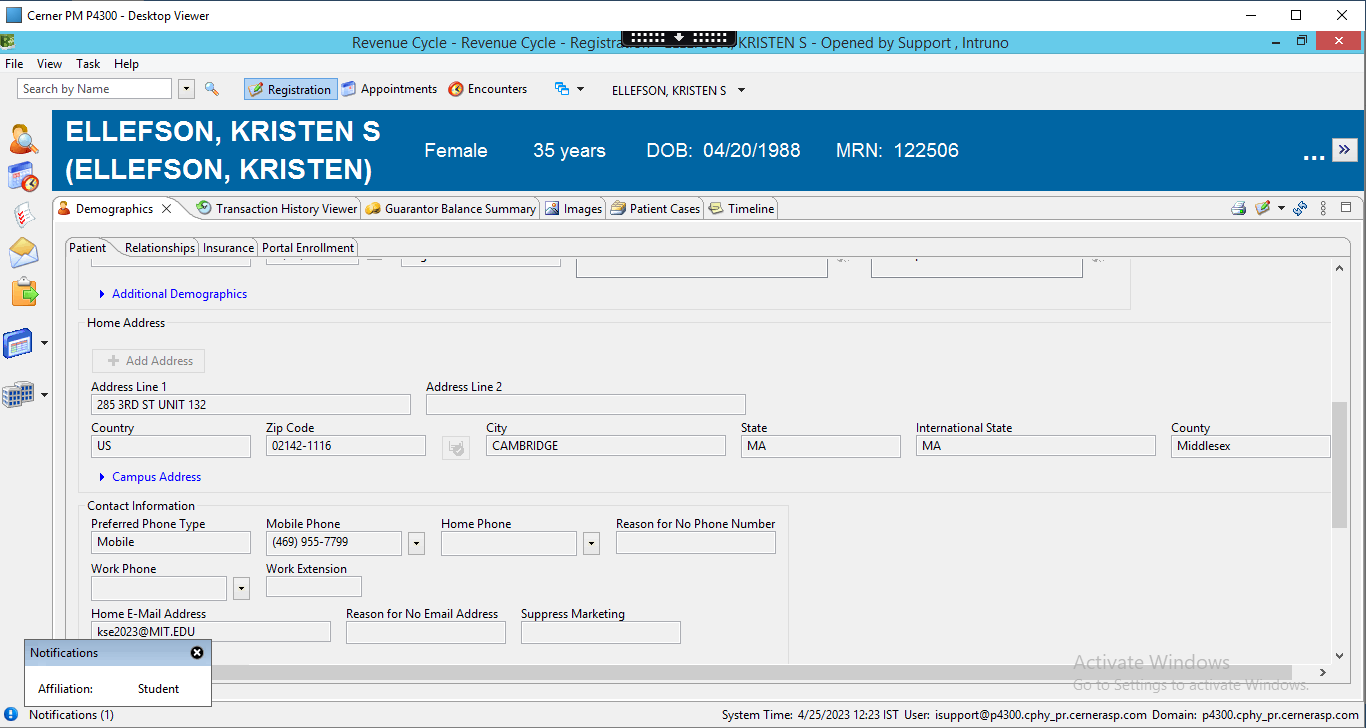 Cerner PM P4300 - Desktop Viewer
Revenue Cycle - Revenue Cycle - Registra KRISTEN S - Opened by Support , Intruno
File View Task Help
Search by Name Registration Appointments Encounters ELLEFSON, KRISTEN S
ELLEFSON, KRISTEN S
(ELLEFSON, KRISTEN)
Female 35 years DOB: 04/20/1988 MRN: 122506 ...
Demographics Transaction History Viewer Guarantor Balance Summary Images Patient Cases Timeline
Patient Relationships Insurance Portal Enrollment
Additional Demographics
Home Address
Add Address
Address Line 1 Address Line 2
285 3RD ST UNIT 132
Country Zip Code City State International State County
US 02142-1116 CAMBRIDGE MA MA Middlesex
Campus Address
Contact Information
Preferred Phone Type Mobile Phone Home Phone Reason for No Phone Number
Mobile (469) 955-7799
Work Phone Work Extension
Home E-Mail Address Reason for No Email Address Suppress Marketing
kse2023@MIT.EDU
Notifications
Affiliation: Student
Activate Windows
Go to Settings to activate Windows.
Notifications (1) System Time: 4/25/2023 12:23 IST User: isupport@p4300.cphy_pr.cernerasp.com Domain: p4300.cphy_pr.cernerasp.com